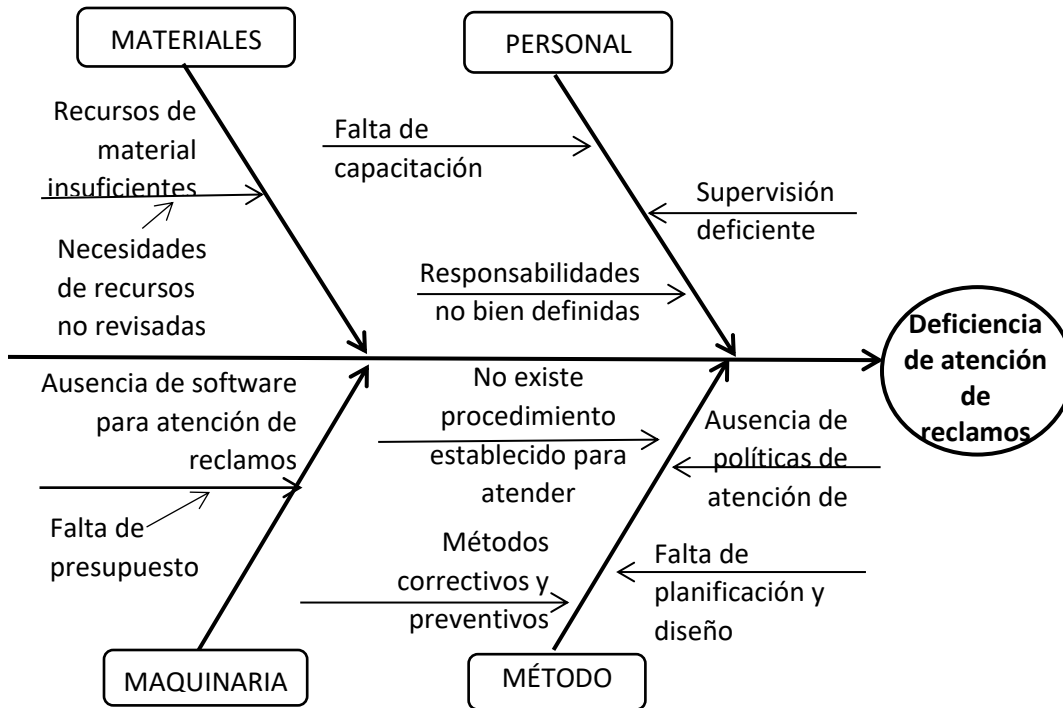 MATERIALES
PERSONAL
Recursos de
material
insuficientes
Necesidades
de recursos
no revisadas
Falta de
capacitación
Supervisión
deficiente
Responsabilidades
no bien definidas
Deficiencia
de atención
de
reclamos
Ausencia de software
para atención de
reclamos
Falta de
presupuesto
No existe
procedimiento
establecido para
atender
Ausencia de
políticas de
atención de
Métodos
correctivos y
preventivos
Falta de
planificación y
diseño
MAQUINARIA
MÉTODO